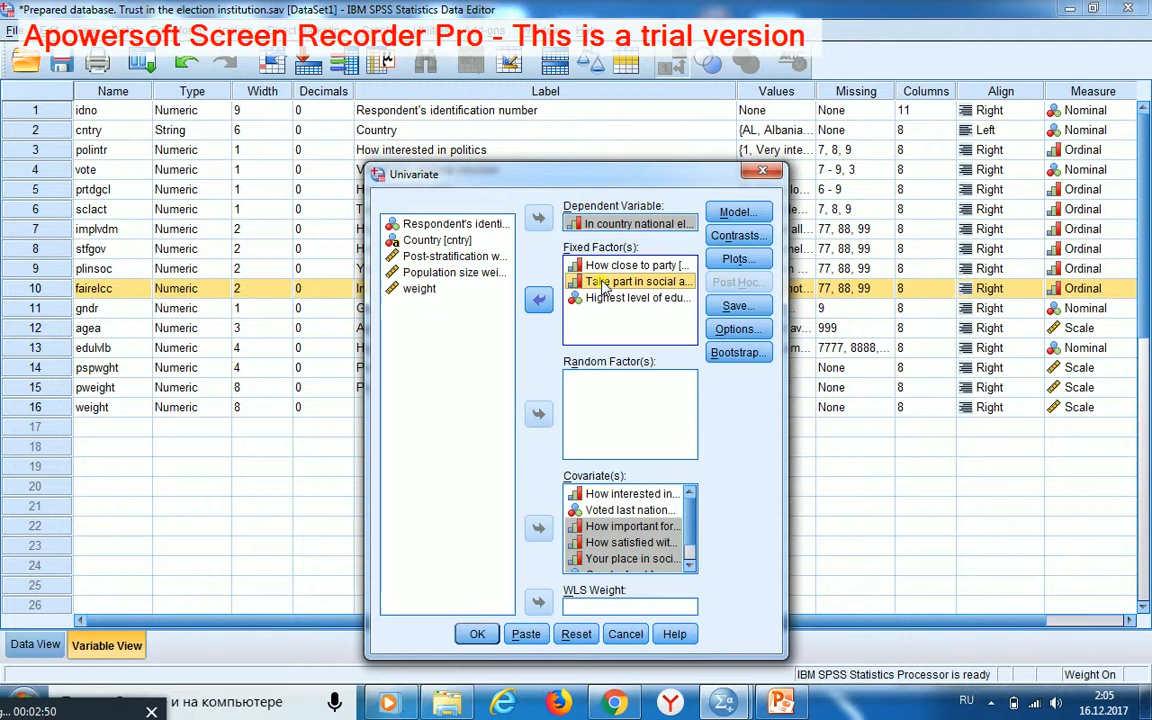 *Prepared database. Trust in the election institution.sav [DataSet1] - IBM SPSS Statistics Data Editor
Apowersoft Screen Recorder Pro - This is a trial version
Name Type Width Decimals Label Values Missing Columns Align Measure
1 idno Numeric 9 0 Respondent's identification number None None 11 Right Nominal
2 cntry String 6 0 Country {AL, Albania... None 8 Left Nominal
3 polintr Numeric 1 0 How interested in politics {1, Very inte... 7, 8, 9 8 Right Ordinal
4 vote Numeric 1 0 7 - 9, 3 8 Right Nominal
5 prtdgcl Numeric 1 0 6 - 9 8 Right Ordinal
6 sclact Numeric 1 0 7, 8, 9 8 Right Ordinal
7 implvdm Numeric 1 0 77, 88, 99 8 Right Ordinal
8 stfgov Numeric 1 0 77, 88, 99 8 Right Ordinal
9 plinsoc Numeric 1 0 77, 88, 99 8 Right Ordinal
10 fairelcc Numeric 1 0 77, 88, 99 8 Right Ordinal
11 gndr Numeric 1 0 9 8 Right Nominal
12 agea Numeric 3 0 999 8 Right Scale
13 edulvlb Numeric 4 0 7777, 8888,... 8 Right Nominal
14 pspwght Numeric 4 0 None 8 Right Scale
15 pweight Numeric 8 0 None 8 Right Scale
16 weight Numeric 8 0 None 8 Right Scale
17
18
19
20
21
22
23
24
25
26
Univariate
Respondent's identi...
Country [cntry]
Post-stratification w...
Population size wei...
weight
Dependent Variable:
In country national el...
Fixed Factor(s):
How close to party [...
Take part in social a...
Highest level of edu...
Random Factor(s):
Covariate(s):
How interested in...
Voted last nation...
How important for...
How satisfied wit...
Your place in soci...
WLS Weight:
Model...
Contrasts...
Plots...
Post Hoc...
Save...
Options...
Bootstrap...
OK Paste Reset Cancel Help
Data View Variable View
IBM SPSS Statistics Processor is ready Weight On
и на компьютере
RU
2:05
16.12.2017
g... 00:02:50